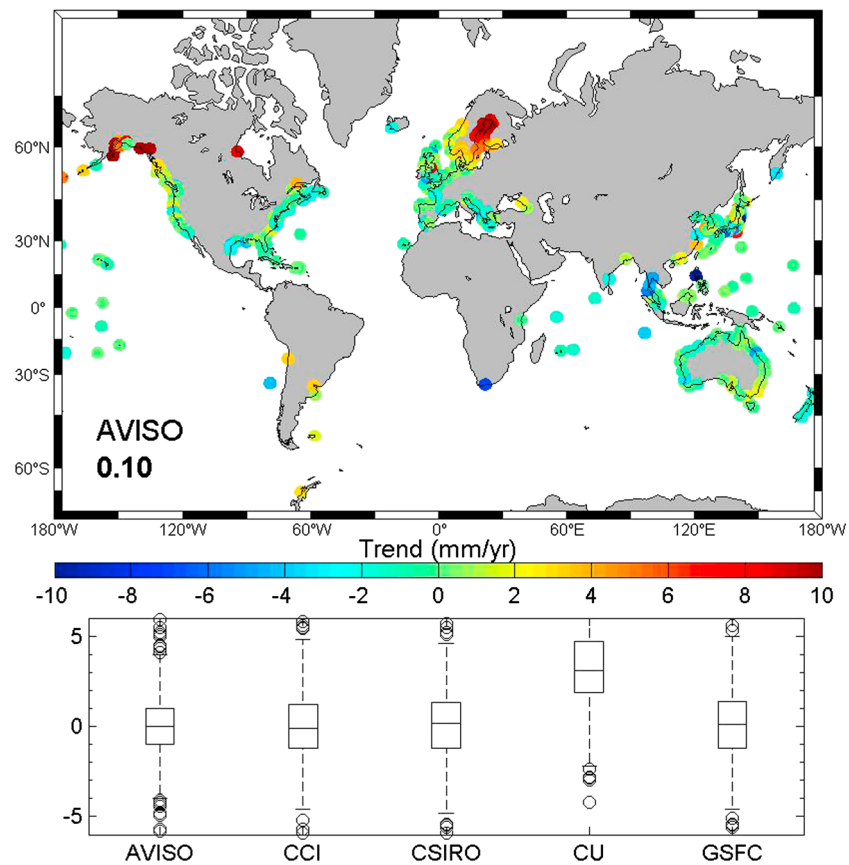 60°N
30°N
0°
30°S
60°S
AVISO
0.10
180°W 120°W 60°W 0° 60°E 120°E 180°W
Trend (mm/yr)
-10 -8 -6 -4 -2 0 2 4 6 8 10
5
0
-5
AVISO CCI CSIRO CU GSFC